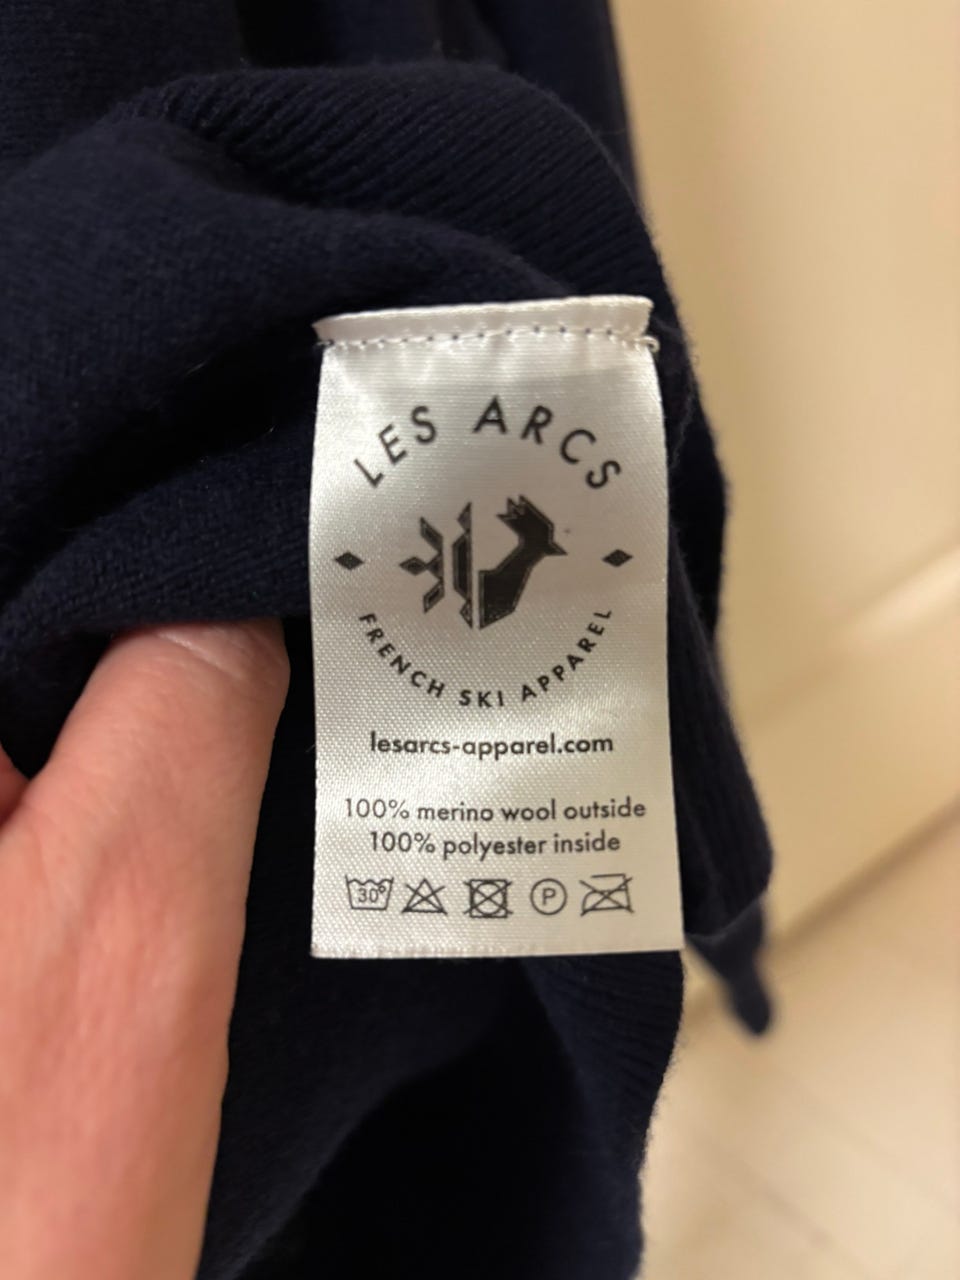 LES ARCS
FRENCH SKI APPAREL
lesarcs-apparel.com
100% merino wool outside
100% polyester inside
30° P